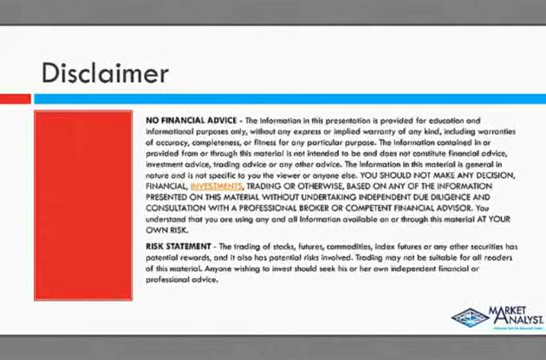 Disclaimer
NO FINANCIAL ADVICE - The Information in this presentation is provided for education and
informational purposes only, without any express or implied warranty of any kind, including warranties
of accuracy, completeness, or fitness for any particular purpose. The Information contained in or
provided from or through this material is not intended to be and does not constitute financial advice,
investment advice, trading advice or any other advice. The Information in this material is general in
nature and is not specific to you the viewer or anyone else. YOU SHOULD NOT MAKE ANY DECISION,
FINANCIAL, INVESTMENTS, TRADING OR OTHERWISE, BASED ON ANY OF THE INFORMATION
PRESENTED ON THIS MATERIAL WITHOUT UNDERTAKING INDEPENDENT DUE DILIGENCE AND
CONSULTATION WITH A PROFESSIONAL BROKER OR COMPETENT FINANCIAL ADVISOR. You
understand that you are using any and all Information available on or through this material AT YOUR
OWN RISK.
RISK STATEMENT - The trading of stocks, futures, commodities, index futures or any other securities has
potential rewards, and it also has potential risks involved. Trading may not be suitable for all readers
of this material. Anyone wishing to invest should seek his or her own independent financial or
professional advice.
MARKET
ANALYST